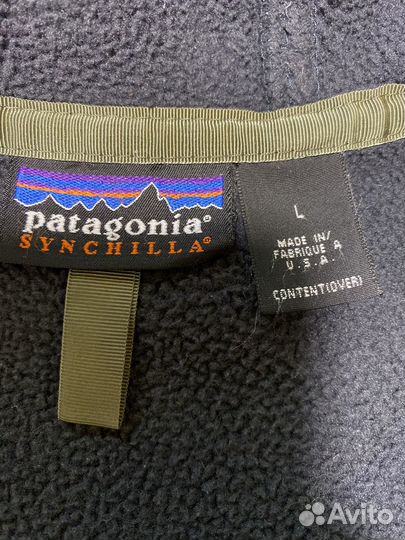 patagonia®
SYNCHILLA®
L
MADE IN/
FABRIQUE A
U.S.A
CONTENT(OVER)
Avito